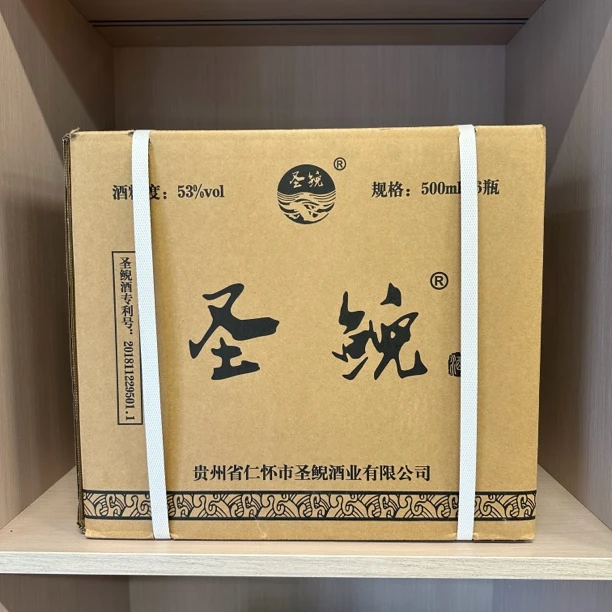 圣鲵
®
酒精度：53%vol
规格：500ml 6瓶
圣鲵酒专利号：201811229501.1
圣鲵
®
贵州省仁怀市圣鲵酒业有限公司